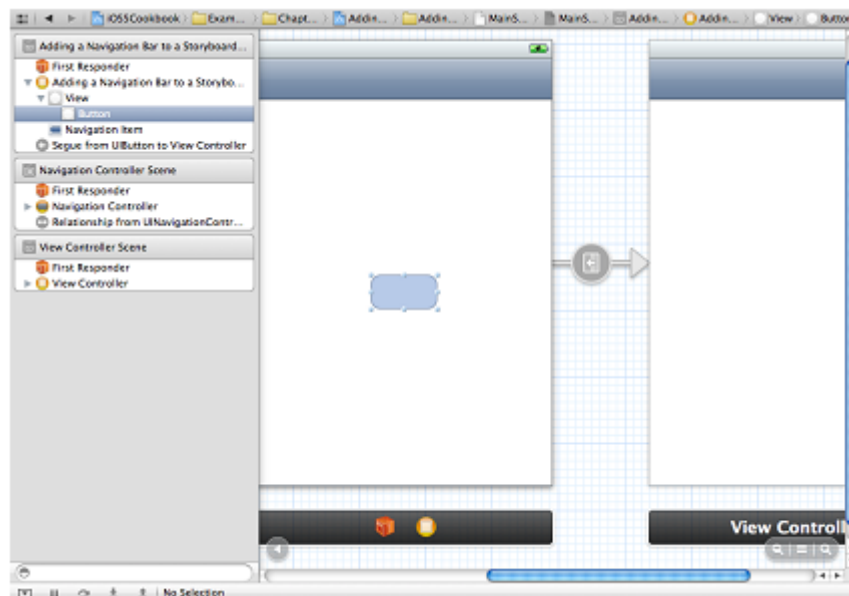 iOS5Cookbook Exam... Chapt... Addin... Addin... MainS... MainS... Addin... Addin... View Button
Adding a Navigation Bar to a Storyboard...
First Responder
Adding a Navigation Bar to a Storybo...
View
Button
Navigation Item
Segue from UIButton to View Controller
Navigation Controller Scene
First Responder
Navigation Controller
Relationship from UINavigationContr...
View Controller Scene
First Responder
View Controller
View Controll
No Selection